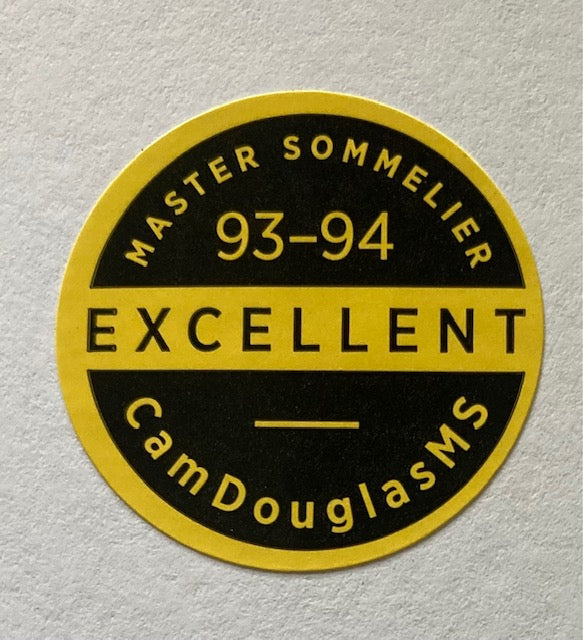 MASTER SOMMELIER
93–94
EXCELLENT
CamDouglasMS